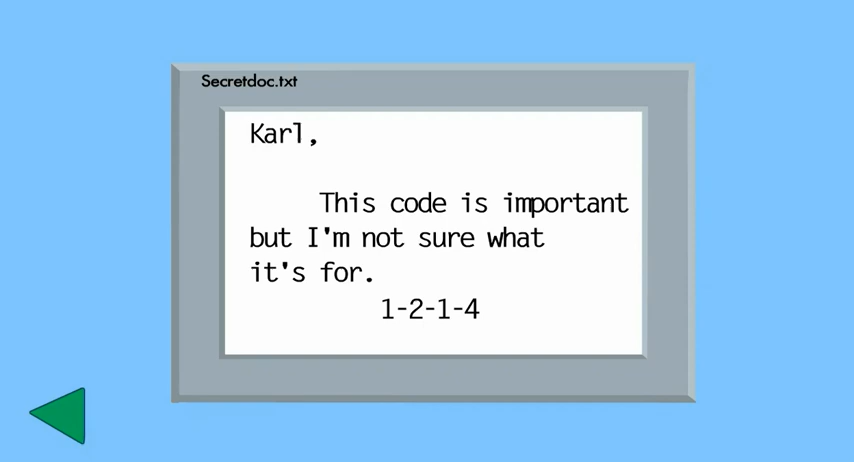 Secretdoc.txt
Karl,
This code is important
but I'm not sure what
it's for.
1-2-1-4